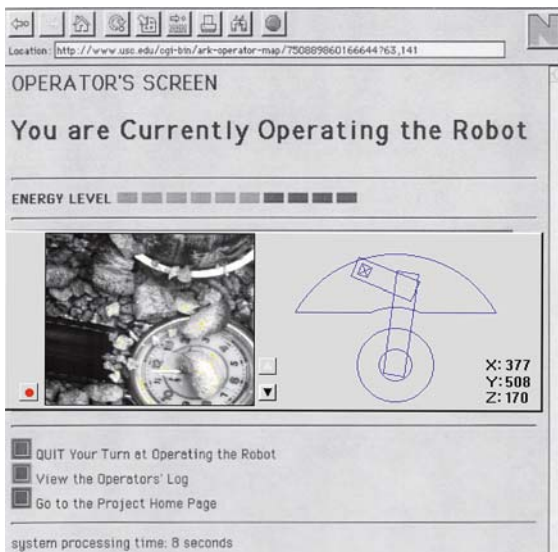 Location: http://www.usc.edu/cgi-bin/ark-operator-map/750889860166644?63,141
OPERATOR'S SCREEN
You are Currently Operating the Robot
ENERGY LEVEL
X: 377
Y: 508
Z: 170
QUIT Your Turn at Operating the Robot
View the Operators' Log
Go to the Project Home Page
system processing time: 8 seconds